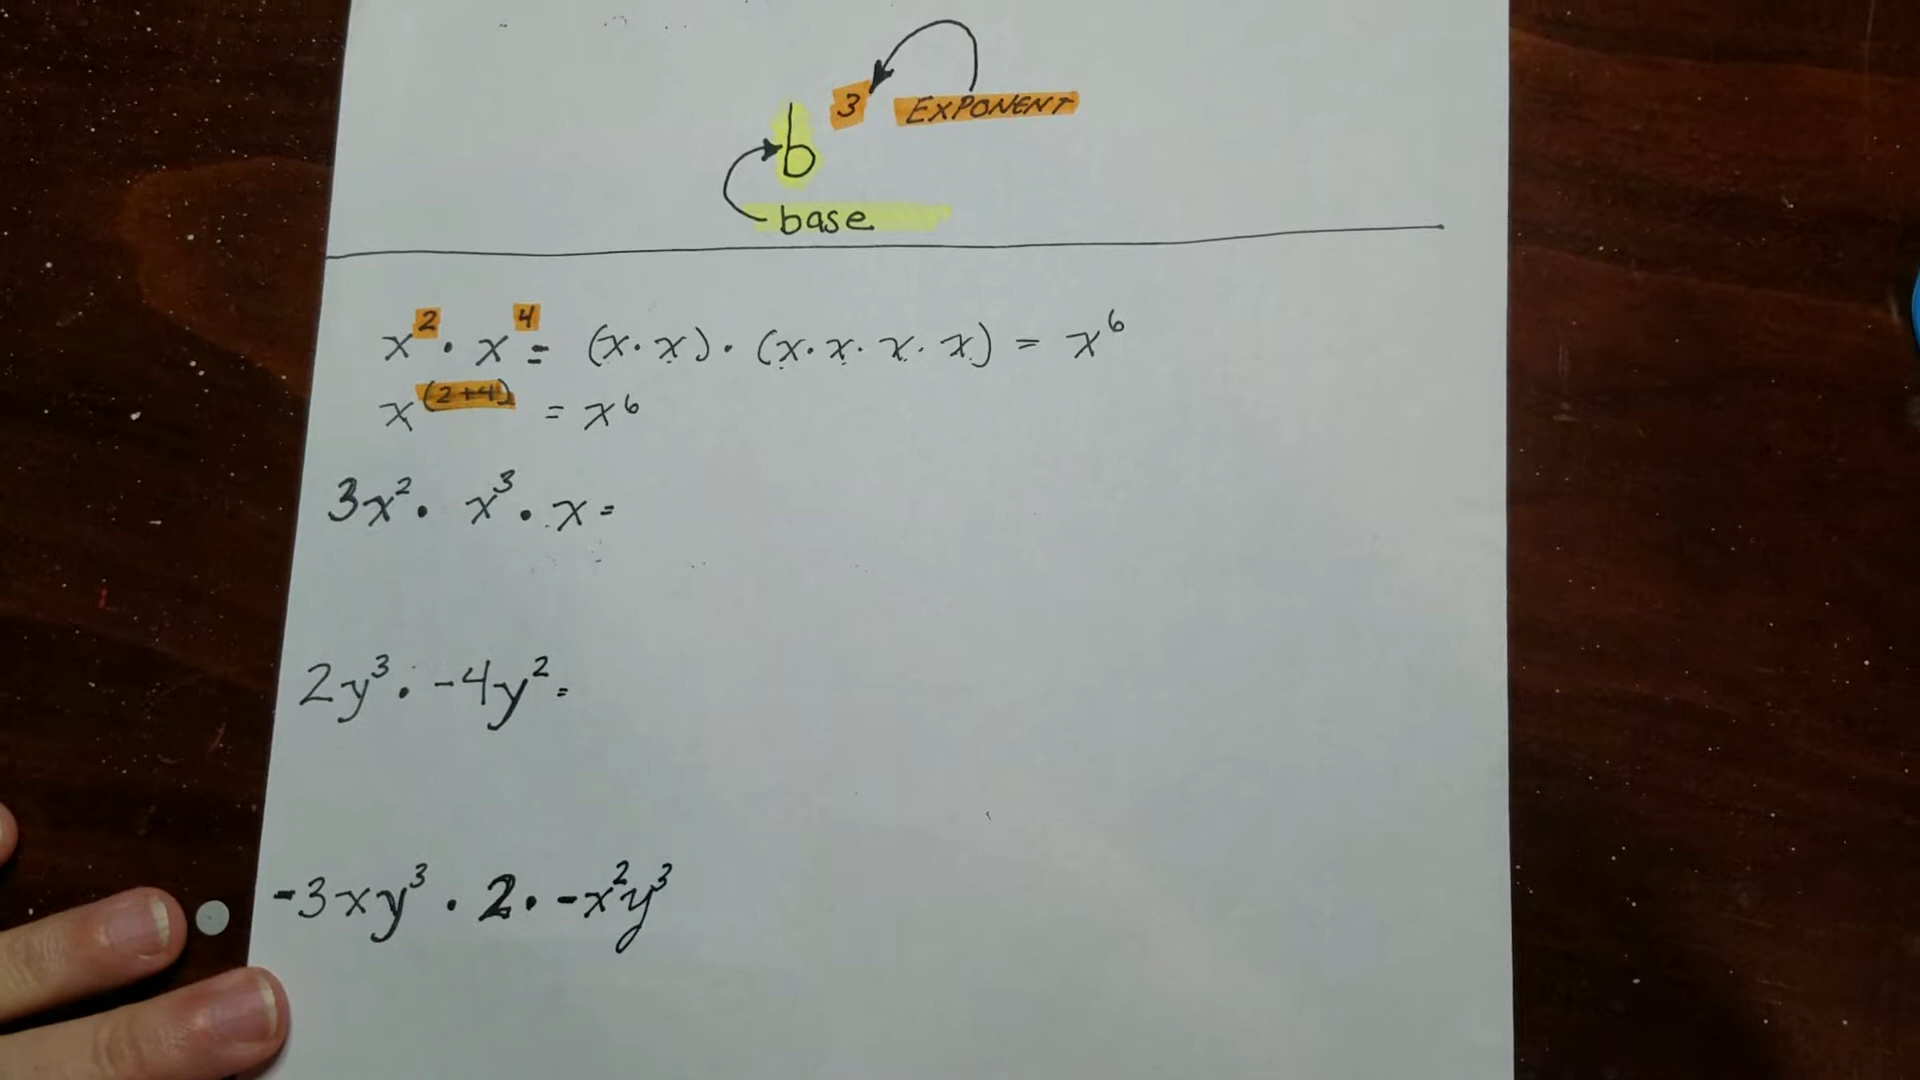 3 EXPONENT
b
base
x² · x⁴ = (x·x) · (x·x·x·x) = x⁶
x⁽²⁺⁴⁾ = x⁶
3x² · x³ · x =
2y³ · -4y² =
-3xy³ · 2 · -x²y³